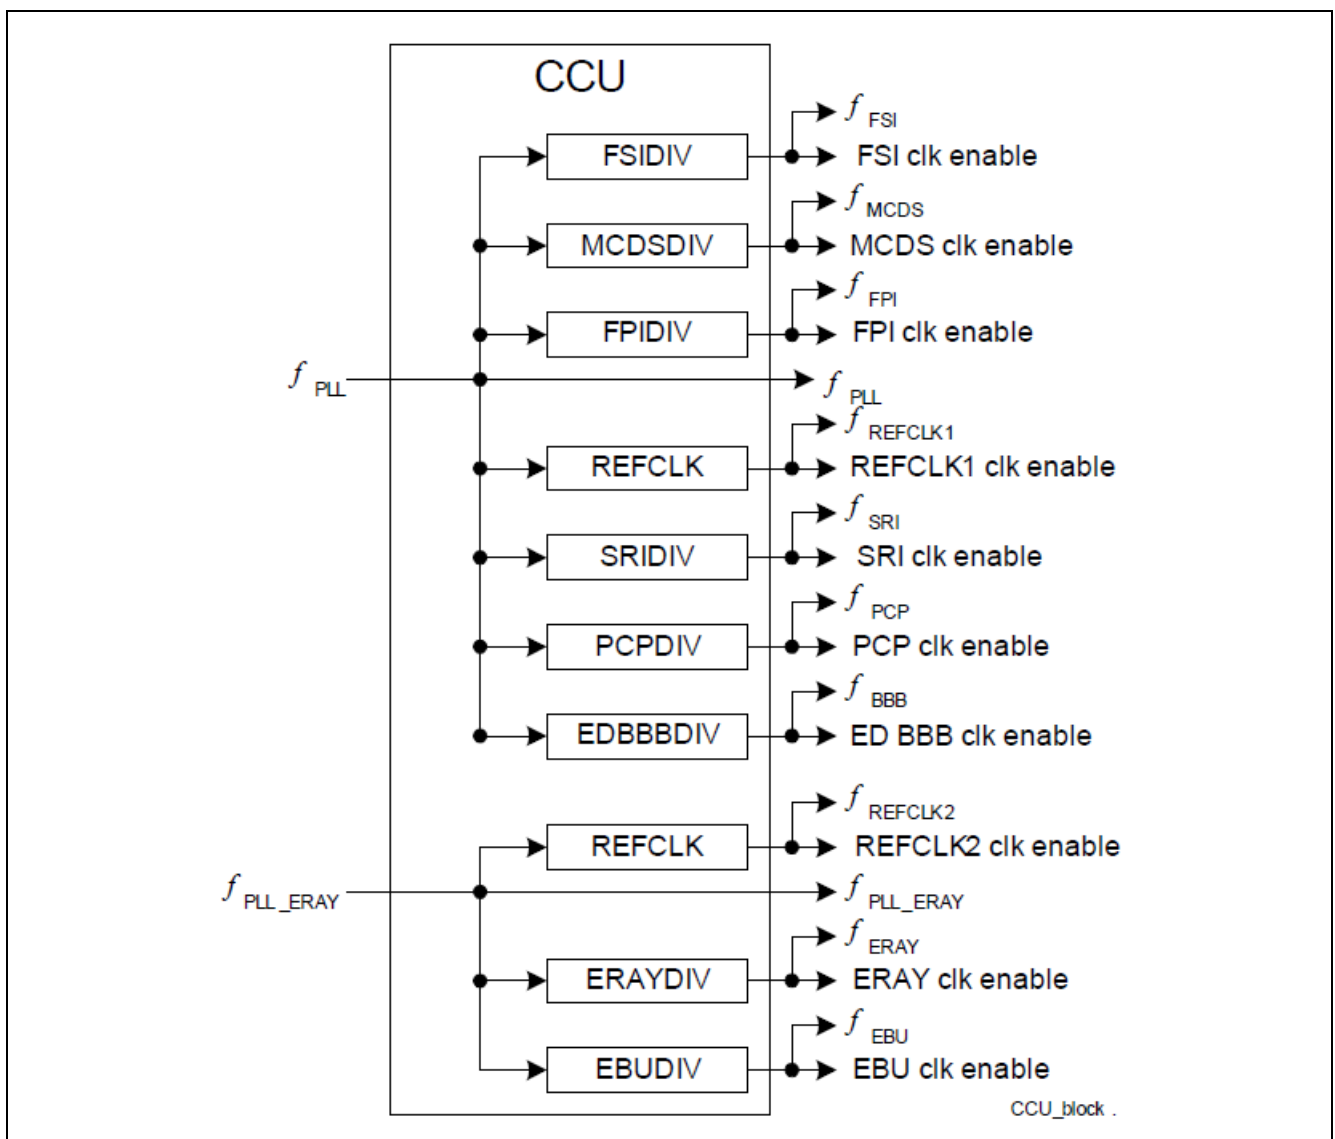 CCU
f FSI
FSIDIV FSI clk enable
f MCDS
MCDSDIV MCDS clk enable
f FPI
FPIDIV FPI clk enable
f PLL f PLL
f REFCLK1
REFCLK REFCLK1 clk enable
f SRI
SRIDIV SRI clk enable
f PCP
PCPDIV PCP clk enable
f BBB
EDBBBDIV ED BBB clk enable
f REFCLK2
REFCLK REFCLK2 clk enable
f PLL_ERAY f PLL_ERAY
f ERAY
ERAYDIV ERAY clk enable
f EBU
EBUDIV EBU clk enable
CCU_block .